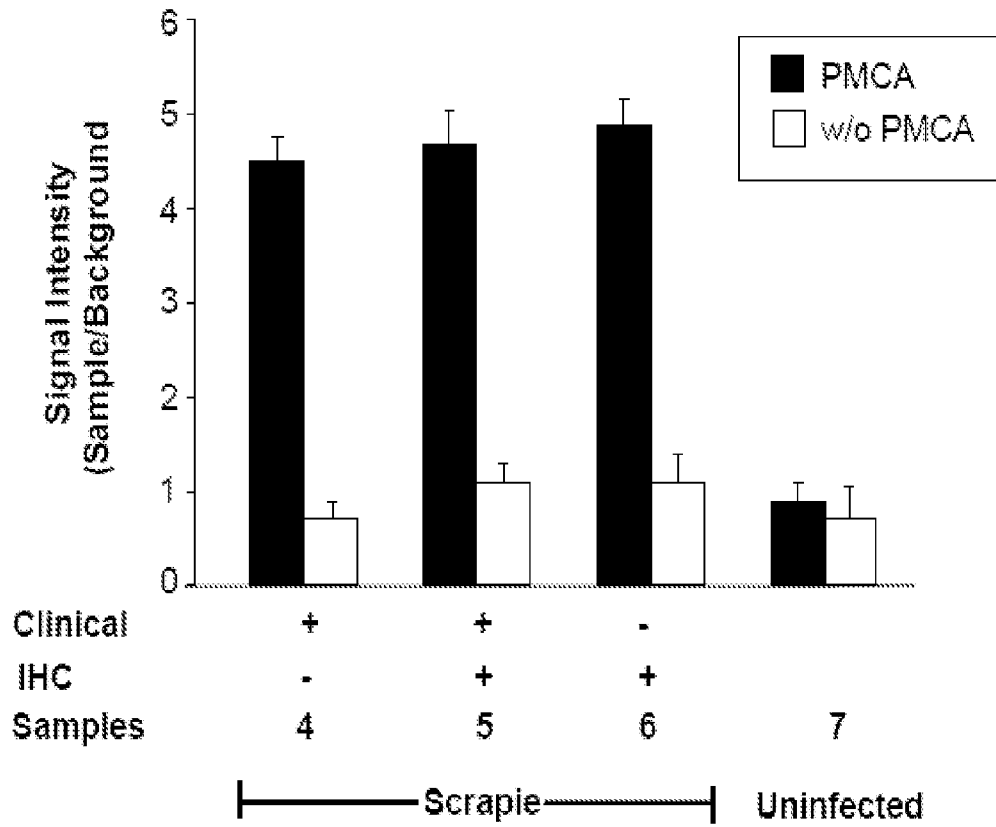 6
5
4
3
2
1
0
Signal Intensity
(Sample/Background
PMCA
w/o PMCA
Clinical + + -
IHC - + +
Samples 4 5 6 7
Scrapie Uninfected